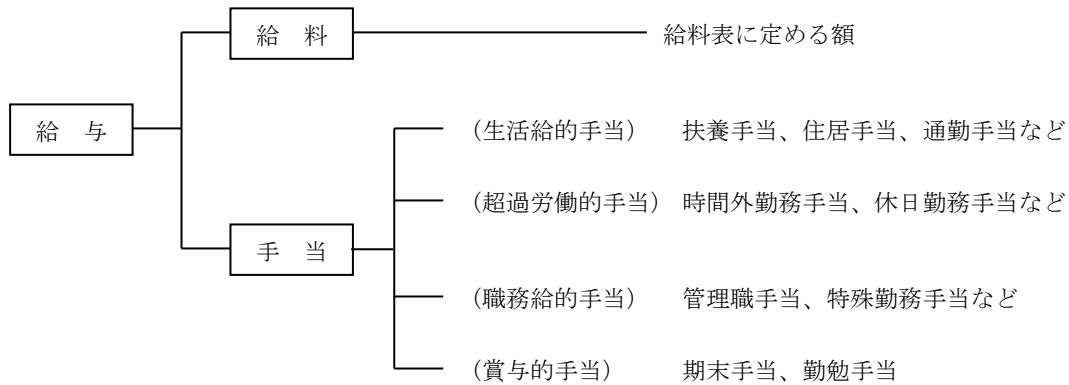 給　料　給料表に定める額
給　与
（生活給的手当）　扶養手当、住居手当、通勤手当など
（超過労働的手当）時間外勤務手当、休日勤務手当など
手　当
（職務給的手当）　管理職手当、特殊勤務手当など
（賞与的手当）　期末手当、勤勉手当